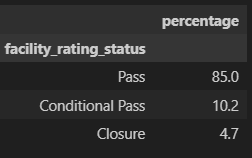 percentage
facility_rating_status
Pass 85.0
Conditional Pass 10.2
Closure 4.7